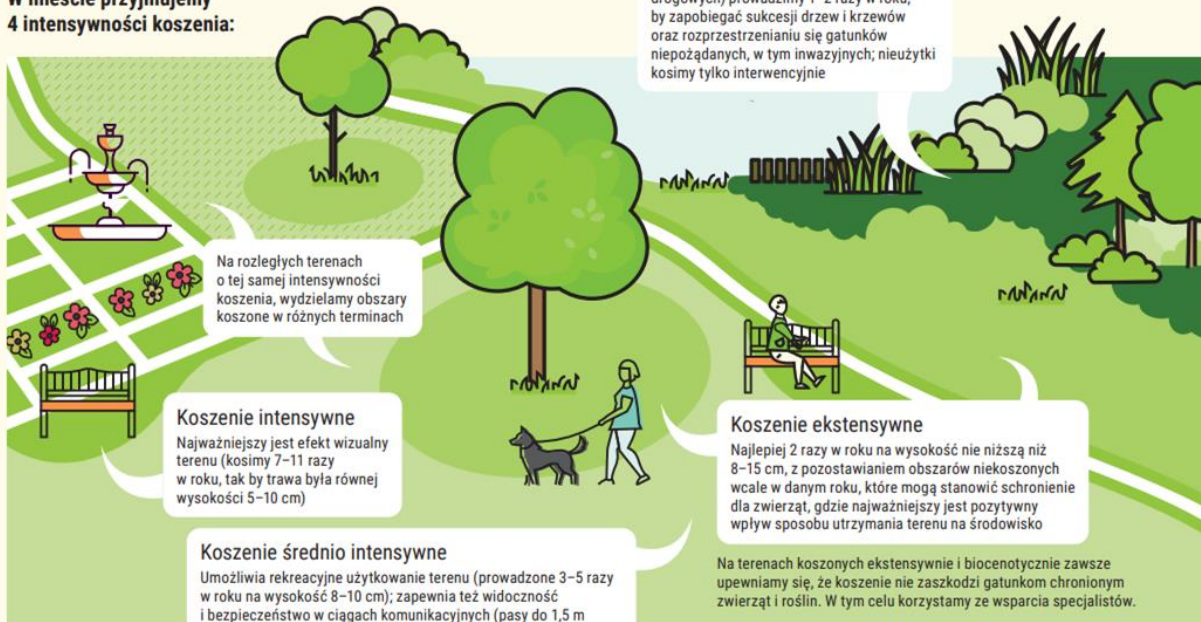 W mieście przyjmujemy
4 intensywności koszenia:
drogowych) prowadzimy 1–2 razy w roku,
by zapobiegać sukcesji drzew i krzewów
oraz rozprzestrzenianiu się gatunków
niepożądanych, w tym inwazyjnych; nieużytki
kosimy tylko interwencyjnie
Na rozległych terenach
o tej samej intensywności
koszenia, wydzielamy obszary
koszone w różnych terminach
Koszenie intensywne
Najważniejszy jest efekt wizualny
terenu (kosimy 7–11 razy
w roku, tak by trawa była równej
wysokości 5–10 cm)
Koszenie ekstensywne
Najlepiej 2 razy w roku na wysokość nie niższą niż
8–15 cm, z pozostawianiem obszarów niekoszonych
wcale w danym roku, które mogą stanowić schronienie
dla zwierząt, gdzie najważniejszy jest pozytywny
wpływ sposobu utrzymania terenu na środowisko
Koszenie średnio intensywne
Umożliwia rekreacyjne użytkowanie terenu (prowadzone 3–5 razy
w roku na wysokość 8–10 cm); zapewnia też widoczność
i bezpieczeństwo w ciągach komunikacyjnych (pasy do 1,5 m
Na terenach koszonych ekstensywnie i biocenotycznie zawsze
upewniamy się, że koszenie nie zaszkodzi gatunkom chronionym
zwierząt i roślin. W tym celu korzystamy ze wsparcia specjalistów.